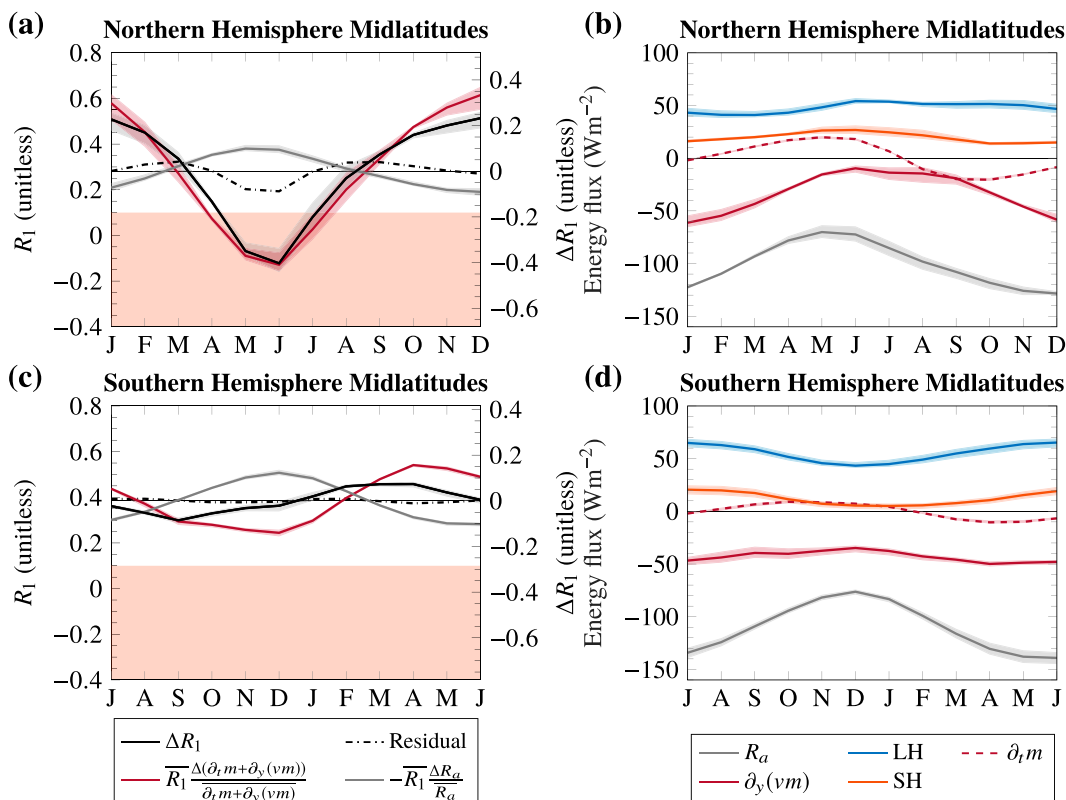 (a) Northern Hemisphere Midlatitudes
0.8
0.6
0.4
0.2
0
−0.2
−0.4
R1 (unitless)
0.4
0.2
0
−0.2
−0.4
−0.6
ΔR1 (unitless)
J F M A M J J A S O N D
(b) Northern Hemisphere Midlatitudes
100
50
0
−50
−100
−150
Energy flux (Wm−2)
J F M A M J J A S O N D
(c) Southern Hemisphere Midlatitudes
0.8
0.6
0.4
0.2
0
−0.2
−0.4
R1 (unitless)
0.4
0.2
0
−0.2
−0.4
−0.6
ΔR1 (unitless)
J A S O N D J F M A M J
(d) Southern Hemisphere Midlatitudes
100
50
0
−50
−100
−150
Energy flux (Wm−2)
J A S O N D J F M A M J
ΔR1 Residual
R1 Δ(∂tm+∂y(vm)) / ∂tm+∂y(vm) −R1 ΔRa / Ra
Ra LH ∂tm
∂y(vm) SH